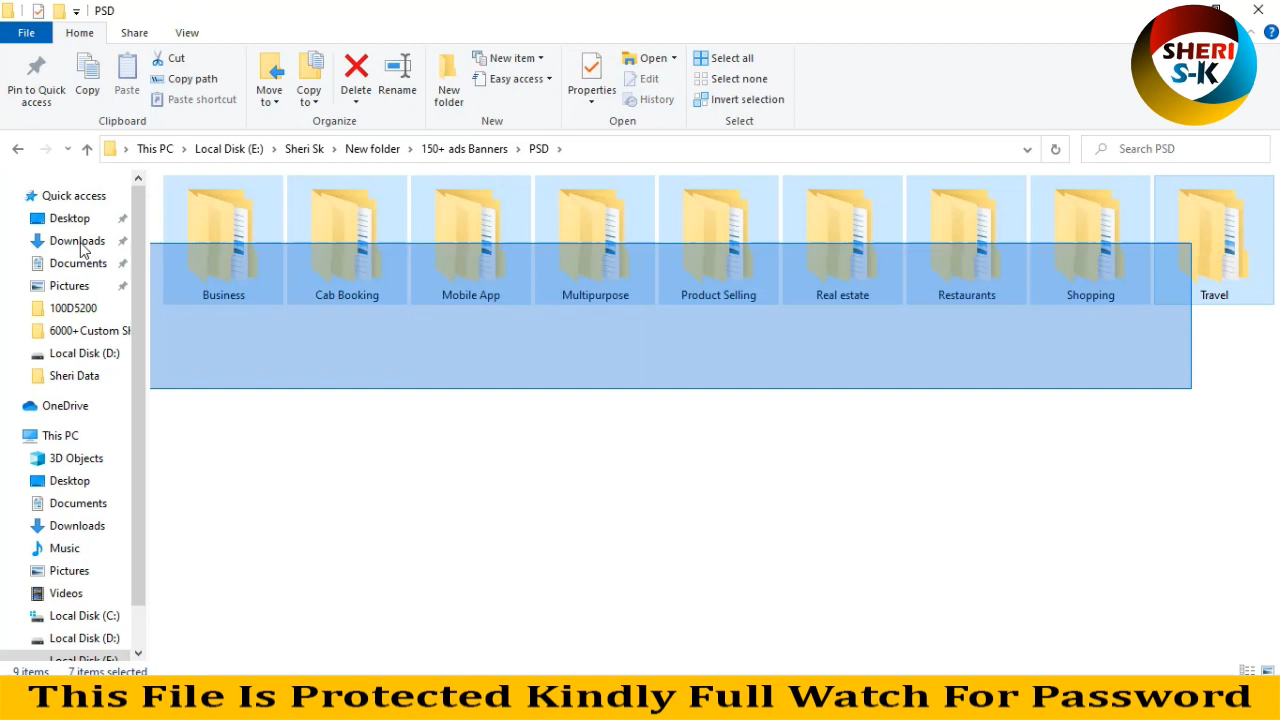 PSD
File Home Share View
Pin to Quick access
Copy
Paste
Cut
Copy path
Paste shortcut
Clipboard
Move to
Copy to
Delete
Rename
Organize
New folder
New item
Easy access
New
Properties
Open
Edit
History
Open
Select all
Select none
Invert selection
Select
SHERI
S-K
This PC > Local Disk (E:) > Sheri Sk > New folder > 150+ ads Banners > PSD >
Search PSD
Quick access
Desktop
Downloads
Documents
Pictures
100D5200
6000+Custom Sh
Local Disk (D:)
Sheri Data
OneDrive
This PC
3D Objects
Desktop
Documents
Downloads
Music
Pictures
Videos
Local Disk (C:)
Local Disk (D:)
Local Disk (E:)
Business
Cab Booking
Mobile App
Multipurpose
Product Selling
Real estate
Restaurants
Shopping
Travel
9 items 7 items selected
This File Is Protected Kindly Full Watch For Password